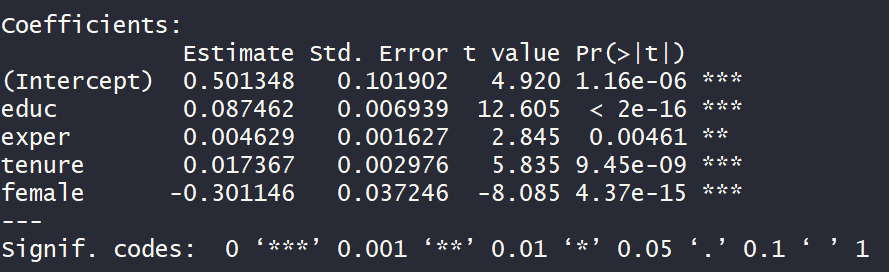 Coefficients:
             Estimate Std. Error t value Pr(>|t|)
(Intercept)  0.501348   0.101902   4.920 1.16e-06 ***
educ         0.087462   0.006939  12.605  < 2e-16 ***
exper        0.004629   0.001627   2.845  0.00461 **
tenure       0.017367   0.002976   5.835 9.45e-09 ***
female      -0.301146   0.037246  -8.085 4.37e-15 ***
---
Signif. codes:  0 ‘***’ 0.001 ‘**’ 0.01 ‘*’ 0.05 ‘.’ 0.1 ‘ ’ 1